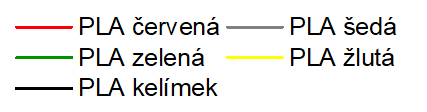 PLA červená PLA šedá
PLA zelená PLA žlutá
PLA kelímek